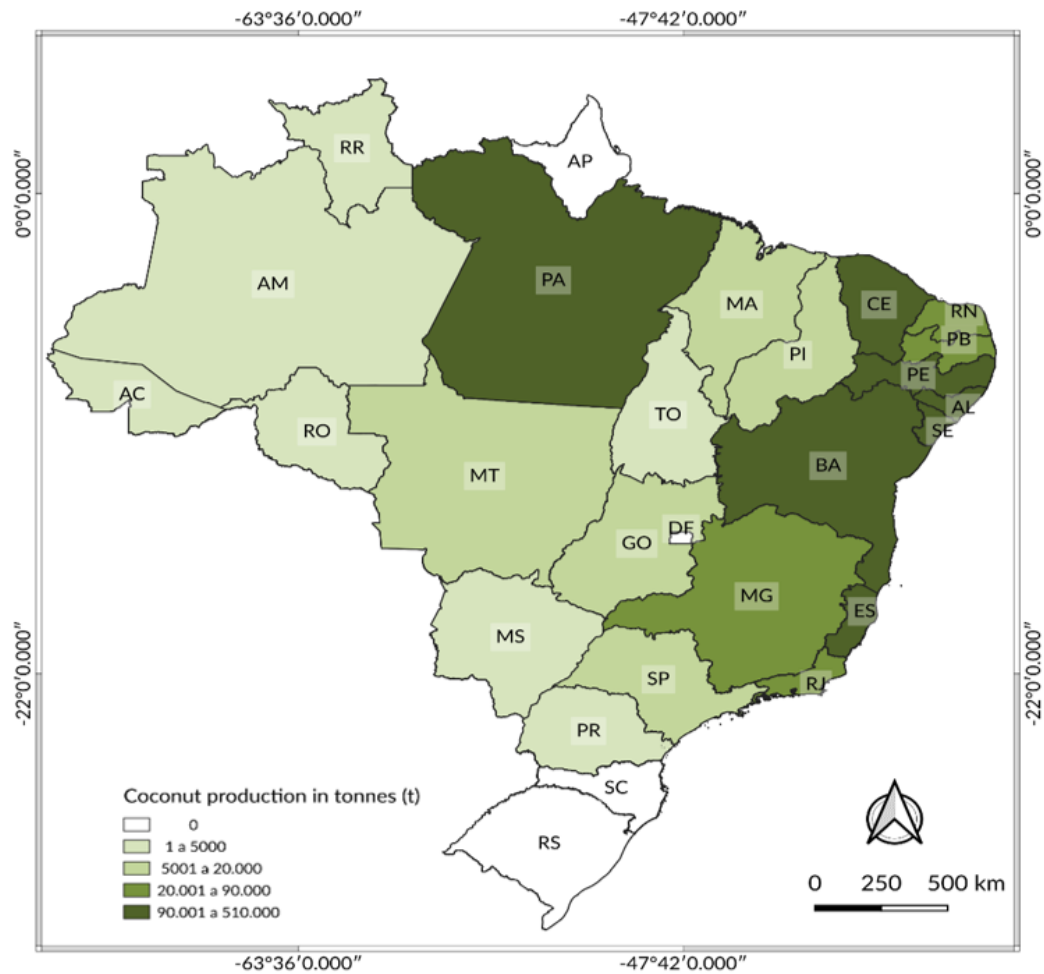 -63°36′0.000″
-47°42′0.000″
0°0′0.000″
0°0′0.000″
RR
AP
AM
PA
MA
CE
RN
PB
PI
PE
AC
TO
AL
RO
SE
BA
MT
DF
GO
MG
ES
MS
SP
RJ
-22°0′0.000″
-22°0′0.000″
PR
SC
RS
Coconut production in tonnes (t)
0
1 a 5000
5001 a 20.000
20.001 a 90.000
90.001 a 510.000
0 250 500 km
-63°36′0.000″
-47°42′0.000″